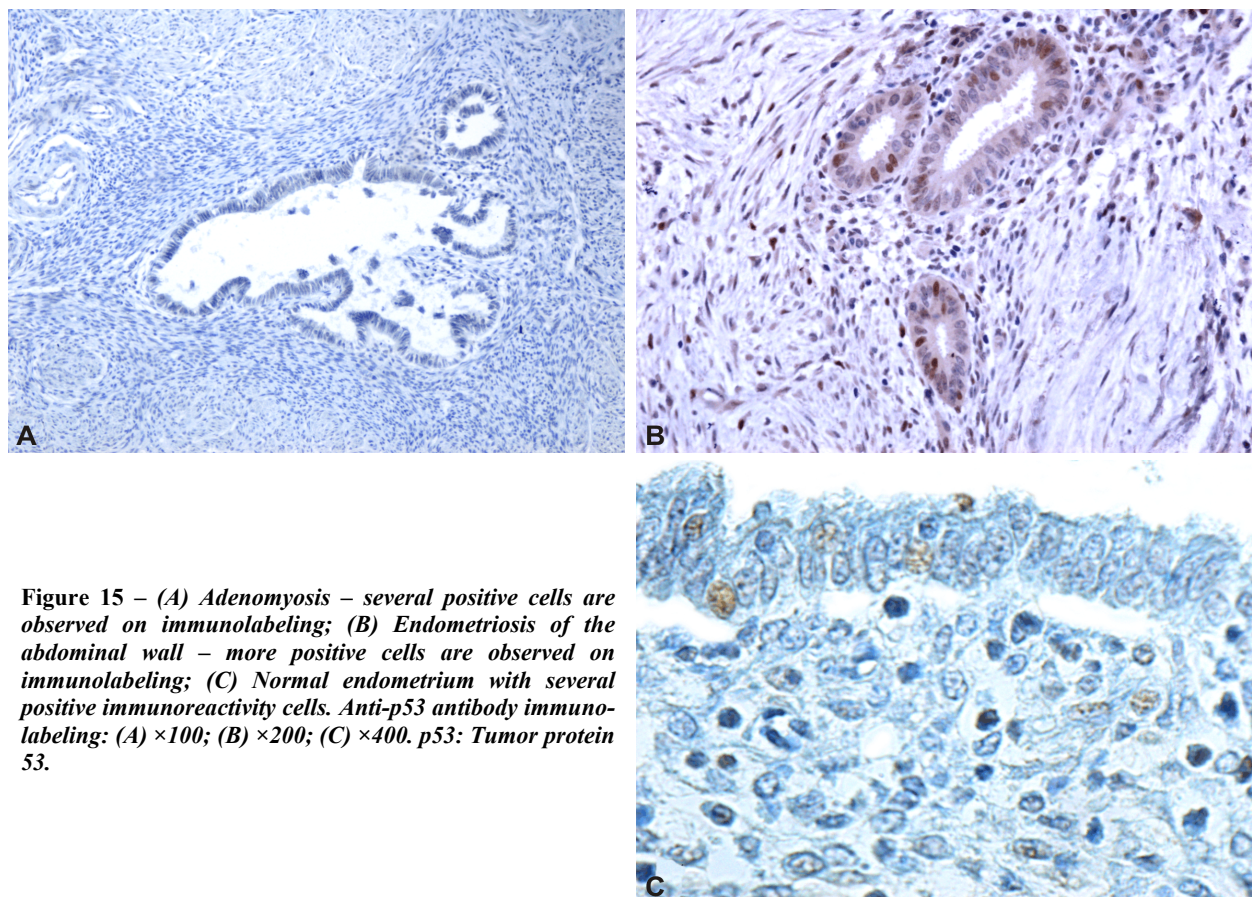 A
B
Figure 15 – (A) Adenomyosis – several positive cells are
observed on immunolabeling; (B) Endometriosis of the
abdominal wall – more positive cells are observed on
immunolabeling; (C) Normal endometrium with several
positive immunoreactivity cells. Anti-p53 antibody immuno-
labeling: (A) ×100; (B) ×200; (C) ×400. p53: Tumor protein
53.
C